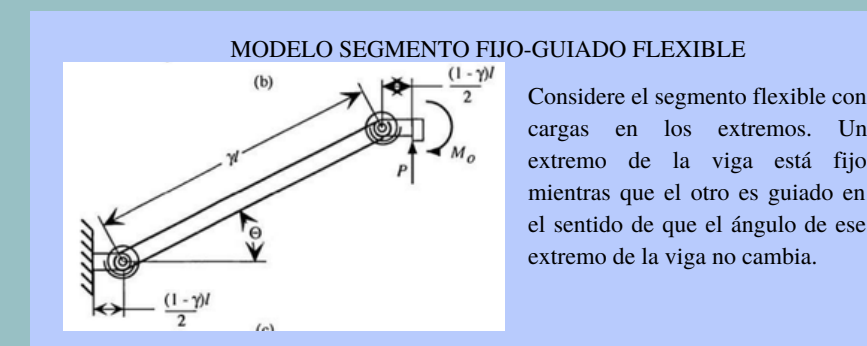 MODELO SEGMENTO FIJO-GUIADO FLEXIBLE
(b)
(1 - γ)l
2
γl
P
M_o
Θ
(1 - γ)l
2
(c)
Considere el segmento flexible con
cargas en los extremos. Un
extremo de la viga está fijo
mientras que el otro es guiado en
el sentido de que el ángulo de ese
extremo de la viga no cambia.